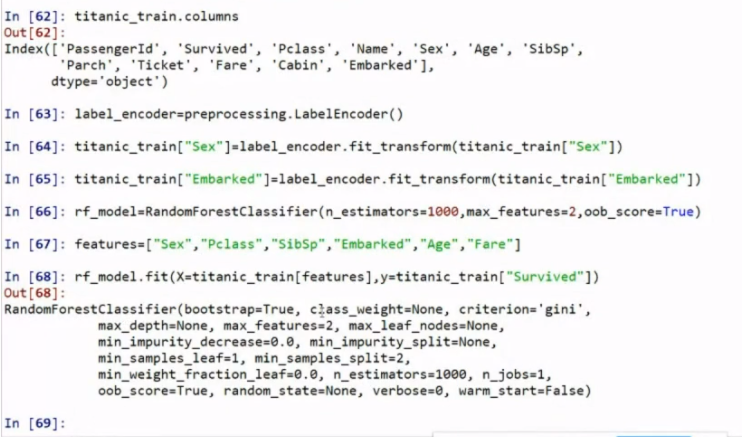 In [62]: titanic_train.columns
Out[62]:
Index(['PassengerId', 'Survived', 'Pclass', 'Name', 'Sex', 'Age', 'SibSp',
'Parch', 'Ticket', 'Fare', 'Cabin', 'Embarked'],
dtype='object')
In [63]: label_encoder=preprocessing.LabelEncoder()
In [64]: titanic_train["Sex"]=label_encoder.fit_transform(titanic_train["Sex"])
In [65]: titanic_train["Embarked"]=label_encoder.fit_transform(titanic_train["Embarked"])
In [66]: rf_model=RandomForestClassifier(n_estimators=1000,max_features=2,oob_score=True)
In [67]: features=["Sex","Pclass","SibSp","Embarked","Age","Fare"]
In [68]: rf_model.fit(X=titanic_train[features],y=titanic_train["Survived"])
Out[68]:
RandomForestClassifier(bootstrap=True, class_weight=None, criterion='gini',
max_depth=None, max_features=2, max_leaf_nodes=None,
min_impurity_decrease=0.0, min_impurity_split=None,
min_samples_leaf=1, min_samples_split=2,
min_weight_fraction_leaf=0.0, n_estimators=1000, n_jobs=1,
oob_score=True, random_state=None, verbose=0, warm_start=False)
In [69]: